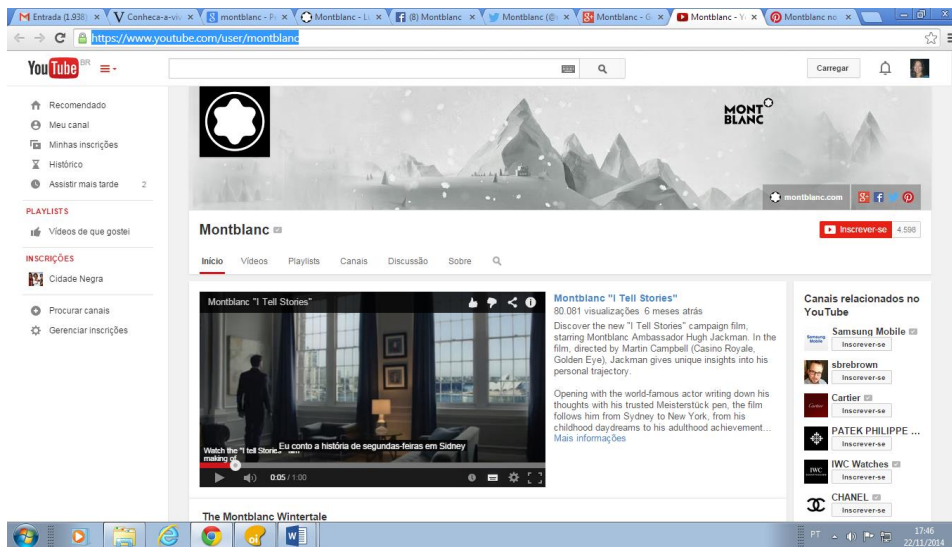 Entrada (1.938)
Conheca-a-viv
montblanc - P
Montblanc - L
(8) Montblanc
Montblanc (@
Montblanc - G
Montblanc - Y
Montblanc no
https://www.youtube.com/user/montblanc
YouTube BR
Carregar
Recomendado
Meu canal
Minhas inscrições
Histórico
Assistir mais tarde 2
PLAYLISTS
Vídeos de que gostei
INSCRIÇÕES
Cidade Negra
Procurar canais
Gerenciar inscrições
MONT
BLANC
montblanc.com
Montblanc
Inscrever-se 4.598
Início Vídeos Playlists Canais Discussão Sobre
Montblanc "I Tell Stories"
Watch the "I tell Stories"
making of
Eu conto a história de segundas-feiras em Sidney
0:05 / 1:00
Montblanc "I Tell Stories"
80.081 visualizações 6 meses atrás
Discover the new "I Tell Stories" campaign film,
starring Montblanc Ambassador Hugh Jackman. In the
film, directed by Martin Campbell (Casino Royale,
Golden Eye), Jackman gives unique insights into his
personal trajectory.
Opening with the world-famous actor writing down his
thoughts with his trusted Meisterstück pen, the film
follows him from Sydney to New York, from his
childhood daydreams to his adulthood achievement...
Mais informações
Canais relacionados no
YouTube
Samsung Mobile
Inscrever-se
sbrebrown
Inscrever-se
Cartier
Inscrever-se
PATEK PHILIPPE ...
Inscrever-se
IWC Watches
Inscrever-se
CHANEL
Inscrever-se
The Montblanc Wintertale
PT
17:46
22/11/2014